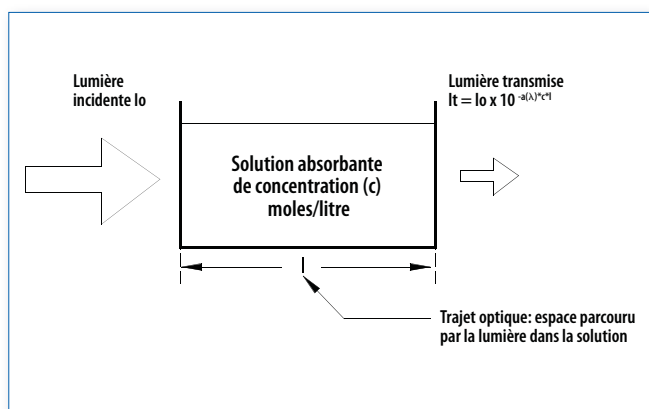 Lumière
incidente Io
Lumière transmise
It = Io x 10 -a(λ)*c*l
Solution absorbante
de concentration (c)
moles/litre
l
Trajet optique: espace parcouru
par la lumière dans la solution